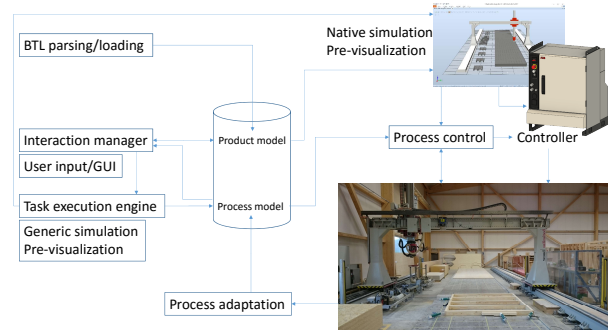 BTL parsing/loading
Native simulation
Pre-visualization
Interaction manager
User input/GUI
Product model
Process control
Controller
Task execution engine
Process model
Generic simulation
Pre-visualization
Process adaptation